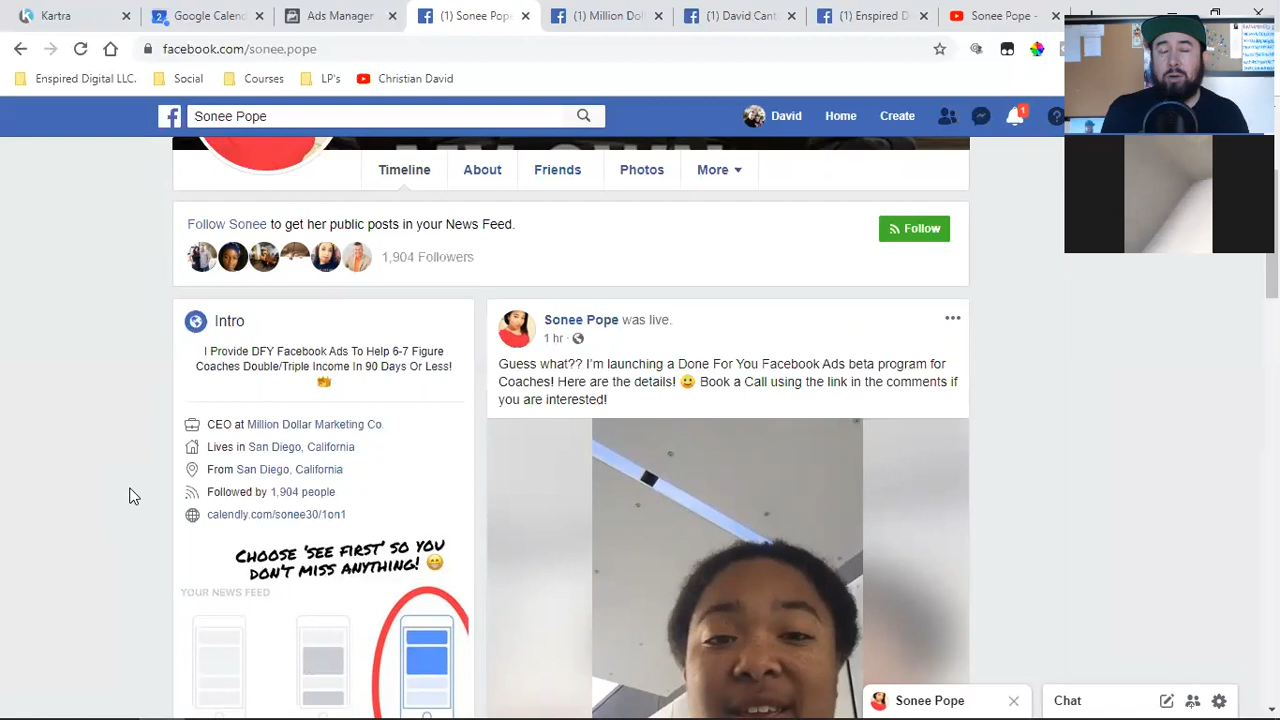 Kartra
Google Calend
Ads Manager
(1) Sonee Pope
(1) Million Do
(1) David Cant
(1) Inspired D
Sonee Pope -
facebook.com/sonee.pope
Enspired Digital LLC.
Social
Courses
LP's
Christian David
Sonee Pope
David
Home
Create
1
Timeline
About
Friends
Photos
More
Follow Sonee to get her public posts in your News Feed.
Follow
1,904 Followers
Intro
I Provide DFY Facebook Ads To Help 6-7 Figure
Coaches Double/Triple Income In 90 Days Or Less!
CEO at Million Dollar Marketing Co.
Lives in San Diego, California
From San Diego, California
Followed by 1,904 people
calendly.com/sonee30/1on1
CHOOSE 'SEE FIRST' SO YOU
DON'T MISS ANYTHING!
YOUR NEWS FEED
Sonee Pope was live.
1 hr ·
Guess what?? I'm launching a Done For You Facebook Ads beta program for
Coaches! Here are the details! Book a Call using the link in the comments if
you are interested!
Sonee Pope
Chat